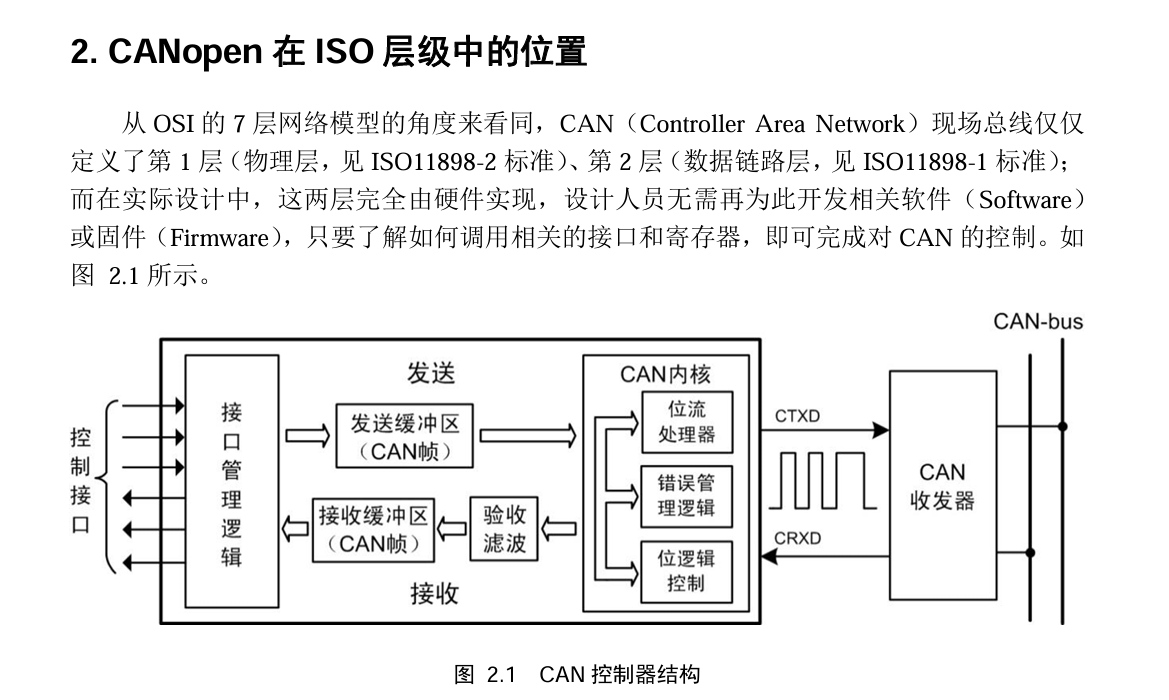 2. CANopen 在 ISO 层级中的位置
从 OSI 的 7 层网络模型的角度来看同，CAN（Controller Area Network）现场总线仅仅
定义了第 1 层（物理层，见 ISO11898-2 标准）、第 2 层（数据链路层，见 ISO11898-1 标准）；
而在实际设计中，这两层完全由硬件实现，设计人员无需再为此开发相关软件（Software）
或固件（Firmware），只要了解如何调用相关的接口和寄存器，即可完成对 CAN 的控制。如
图 2.1 所示。
CAN-bus
控制接口
接口管理逻辑
发送
发送缓冲区
（CAN帧）
接收缓冲区
（CAN帧）
验收
滤波
接收
CAN内核
位流
处理器
错误管
理逻辑
位逻辑
控制
CTXD
CRXD
CAN
收发器
图 2.1 CAN 控制器结构